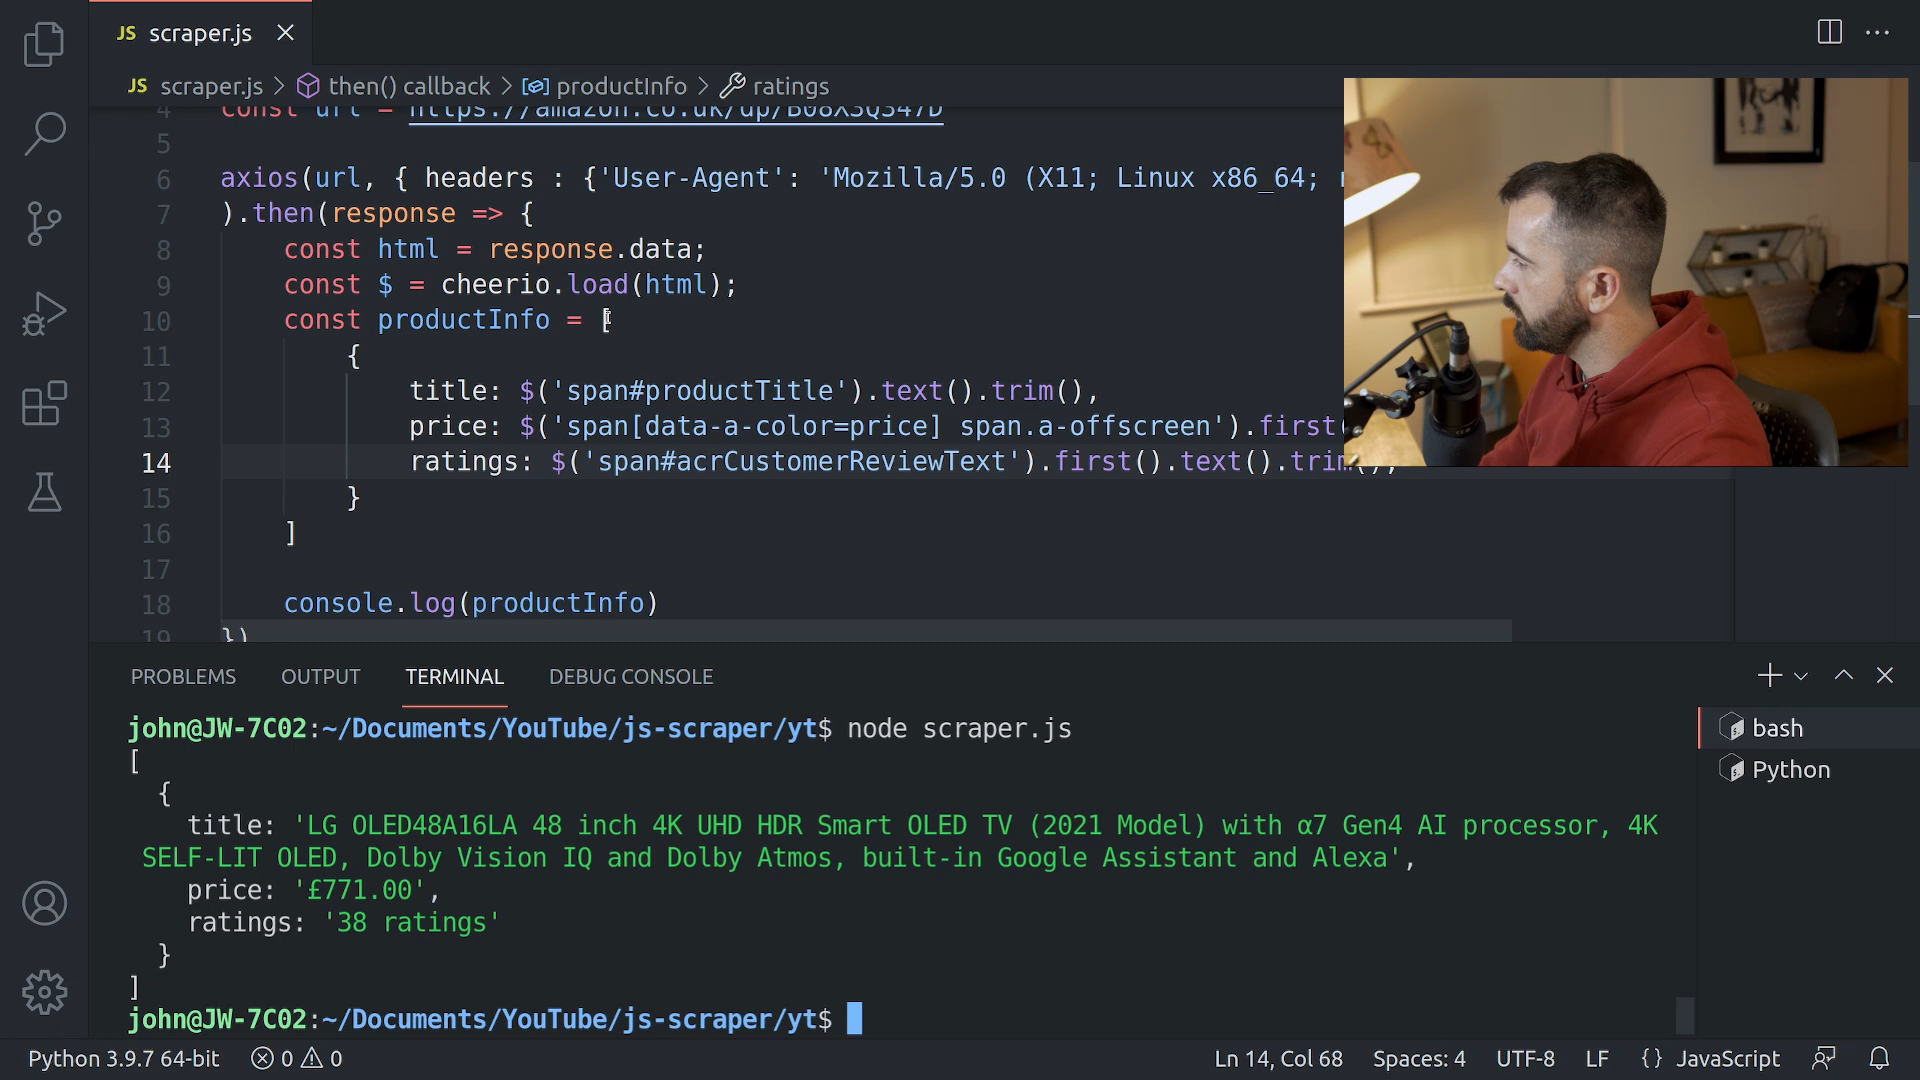 JS scraper.js
JS scraper.js > then() callback > productInfo > ratings
4 const url =
5
6 axios(url, { headers : {'User-Agent': 'Mozilla/5.0 (X11; Linux x86_64;
7 ).then(response => {
8 const html = response.data;
9 const $ = cheerio.load(html);
10 const productInfo = [
11 {
12 title: $('span#productTitle').text().trim(),
13 price: $('span[data-a-color=price] span.a-offscreen').first(
14 ratings: $('span#acrCustomerReviewText').first().text().trim(),
15 }
16 ]
17
18 console.log(productInfo)
19 })
PROBLEMS OUTPUT TERMINAL DEBUG CONSOLE
john@JW-7C02:~/Documents/YouTube/js-scraper/yt$ node scraper.js
[
{
title: 'LG OLED48A16LA 48 inch 4K UHD HDR Smart OLED TV (2021 Model) with α7 Gen4 AI processor, 4K
SELF-LIT OLED, Dolby Vision IQ and Dolby Atmos, built-in Google Assistant and Alexa',
price: '£771.00',
ratings: '38 ratings'
}
]
john@JW-7C02:~/Documents/YouTube/js-scraper/yt$
bash
Python
Python 3.9.7 64-bit 0 0 Ln 14, Col 68 Spaces: 4 UTF-8 LF {} JavaScript